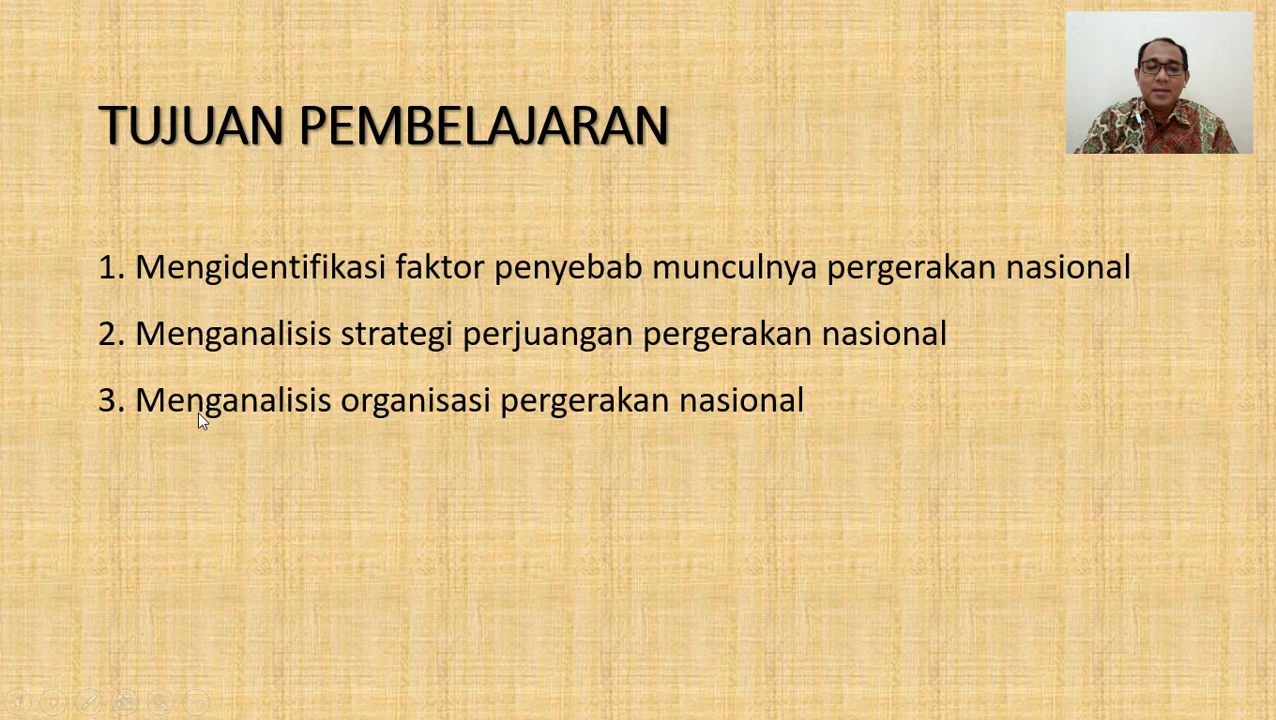 TUJUAN PEMBELAJARAN
1. Mengidentifikasi faktor penyebab munculnya pergerakan nasional
2. Menganalisis strategi perjuangan pergerakan nasional
3. Menganalisis organisasi pergerakan nasional